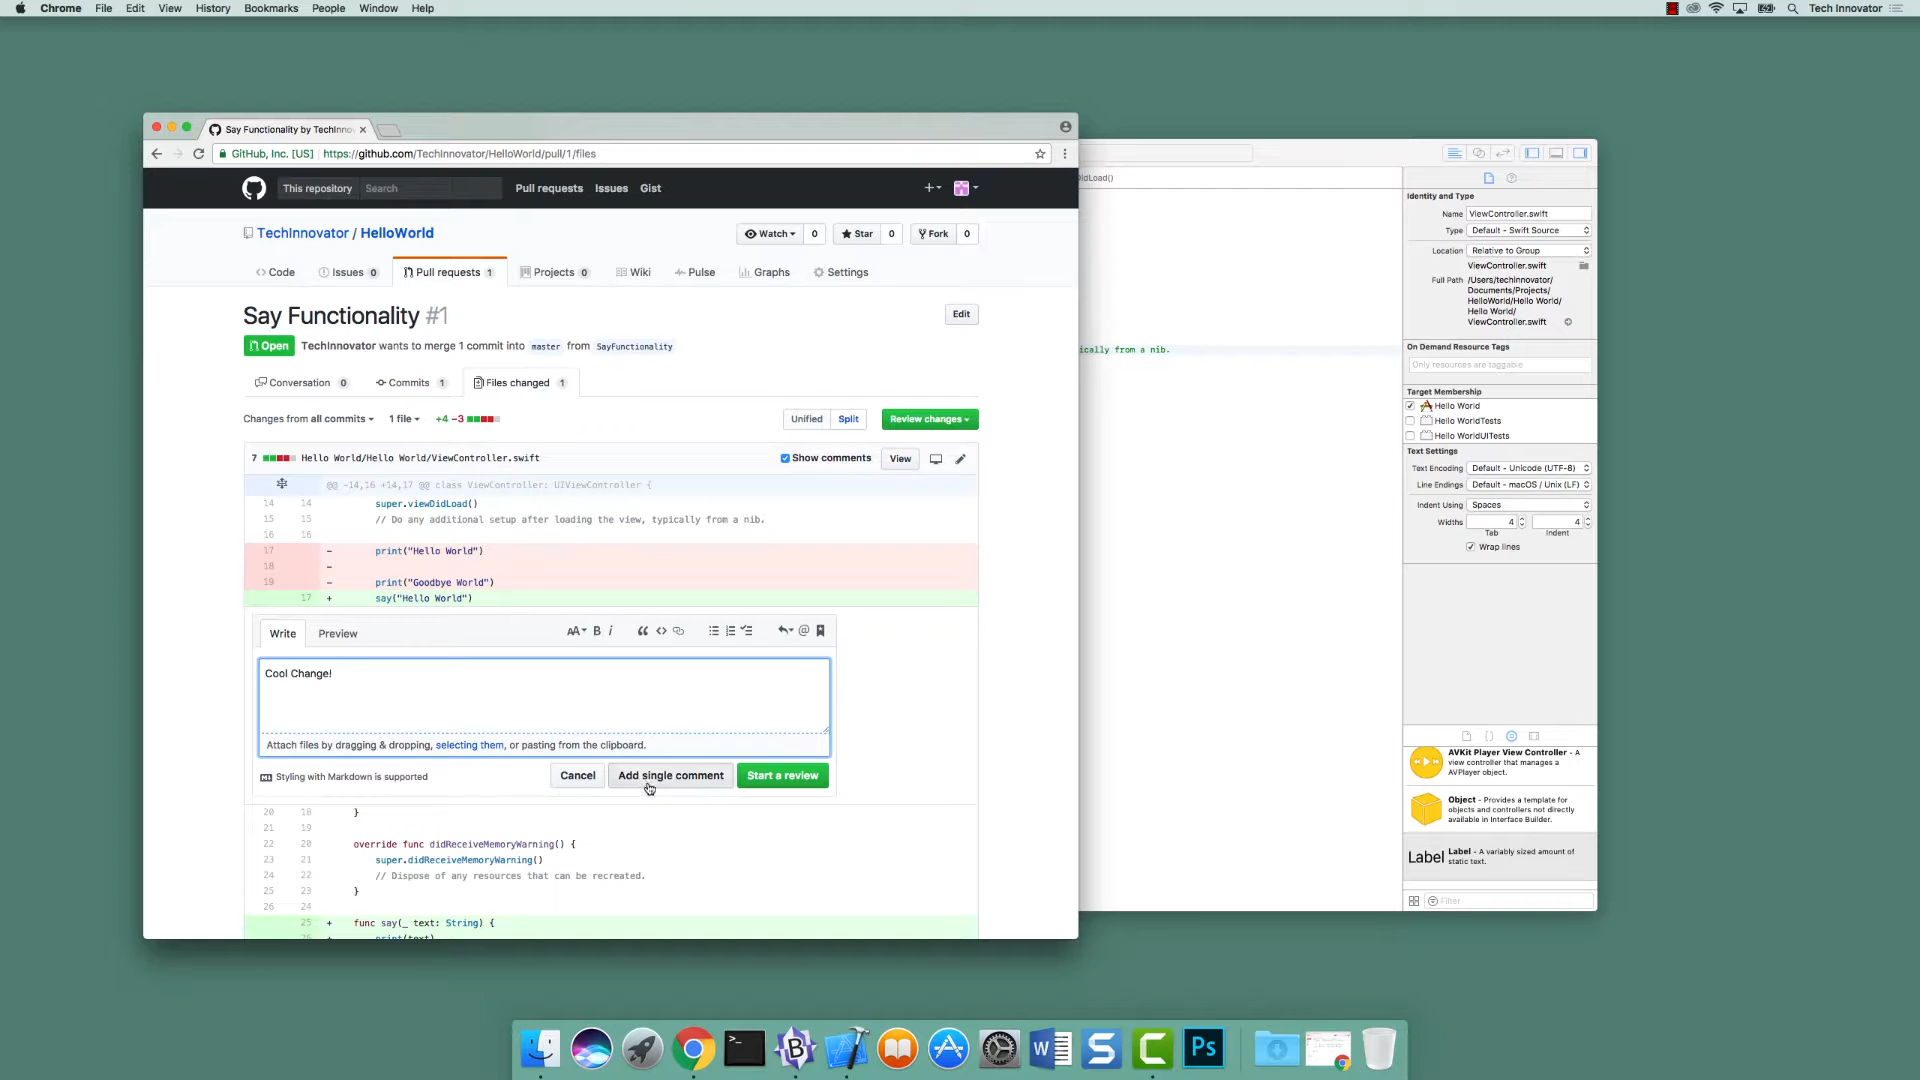 Chrome File Edit View History Bookmarks People Window Help
Tech Innovator
Say Functionality by TechInno
GitHub, Inc. [US] https://github.com/TechInnovator/HelloWorld/pull/1/files
This repository Search Pull requests Issues Gist
TechInnovator / HelloWorld
Watch 0 Star 0 Fork 0
Code Issues 0 Pull requests 1 Projects 0 Wiki Pulse Graphs Settings
Say Functionality #1
Edit
Open TechInnovator wants to merge 1 commit into master from SayFunctionality
Conversation 0 Commits 1 Files changed 1
Changes from all commits 1 file +4 −3
Unified Split Review changes
7 Hello World/Hello World/ViewController.swift
Show comments View
@@ -14,16 +14,17 @@ class ViewController: UIViewController {
14 14 super.viewDidLoad()
15 15 // Do any additional setup after loading the view, typically from a nib.
16 16
17 - print("Hello World")
18 -
19 - print("Goodbye World")
17 + say("Hello World")
Write Preview
AA B i
Cool Change!
Attach files by dragging & dropping, selecting them, or pasting from the clipboard.
Styling with Markdown is supported
Cancel Add single comment Start a review
20 18 }
21 19
22 20 override func didReceiveMemoryWarning() {
23 21 super.didReceiveMemoryWarning()
24 22 // Dispose of any resources that can be recreated.
25 23 }
26 24
25 + func say(_ text: String) {
26 + print(text)
didLoad()
ically from a nib.
Identity and Type
Name ViewController.swift
Type Default - Swift Source
Location Relative to Group
ViewController.swift
Full Path /Users/techinnovator/
Documents/Projects/
HelloWorld/Hello World/
Hello World/
ViewController.swift
On Demand Resource Tags
Only resources are taggable
Target Membership
Hello World
Hello WorldTests
Hello WorldUITests
Text Settings
Text Encoding Default - Unicode (UTF-8)
Line Endings Default - macOS / Unix (LF)
Indent Using Spaces
Widths 4 4
Tab Indent
Wrap lines
AVKit Player View Controller - A
view controller that manages a
AVPlayer object.
Object - Provides a template for
objects and controllers not directly
available in Interface Builder.
Label Label - A variably sized amount of
static text.
Filter
>_ B W S C Ps